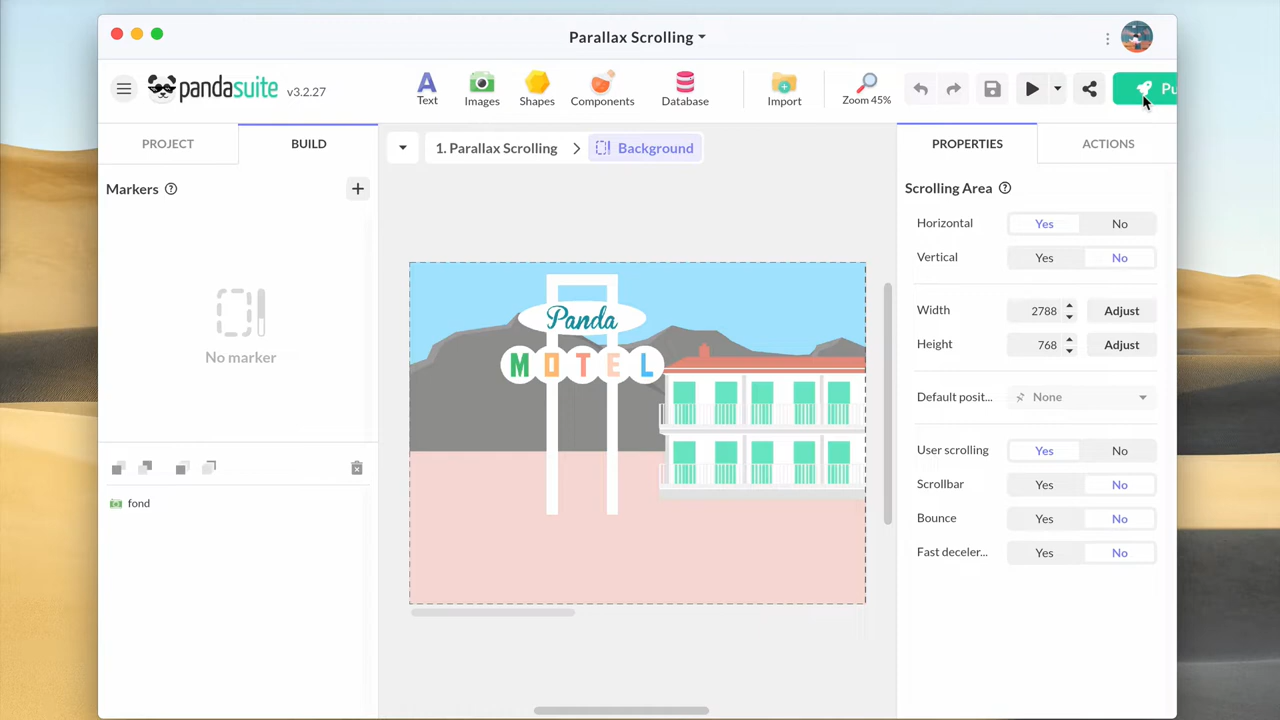 Parallax Scrolling
pandasuite v3.2.27
Text Images Shapes Components Database Import Zoom 45% Pu
PROJECT BUILD
1. Parallax Scrolling Background
PROPERTIES ACTIONS
Markers
No marker
fond
Panda
MOTEL
Scrolling Area
Horizontal Yes No
Vertical Yes No
Width 2788 Adjust
Height 768 Adjust
Default posit... None
User scrolling Yes No
Scrollbar Yes No
Bounce Yes No
Fast deceler... Yes No